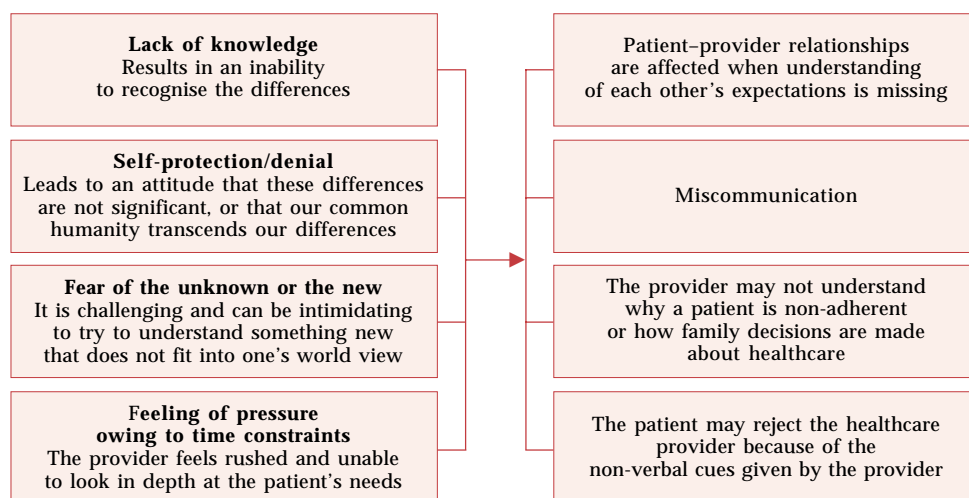 Lack of knowledge
Results in an inability
to recognise the differences
Self-protection/denial
Leads to an attitude that these differences
are not significant, or that our common
humanity transcends our differences
Fear of the unknown or the new
It is challenging and can be intimidating
to try to understand something new
that does not fit into one’s world view
Feeling of pressure
owing to time constraints
The provider feels rushed and unable
to look in depth at the patient’s needs
Patient–provider relationships
are affected when understanding
of each other’s expectations is missing
Miscommunication
The provider may not understand
why a patient is non-adherent
or how family decisions are made
about healthcare
The patient may reject the healthcare
provider because of the
non-verbal cues given by the provider